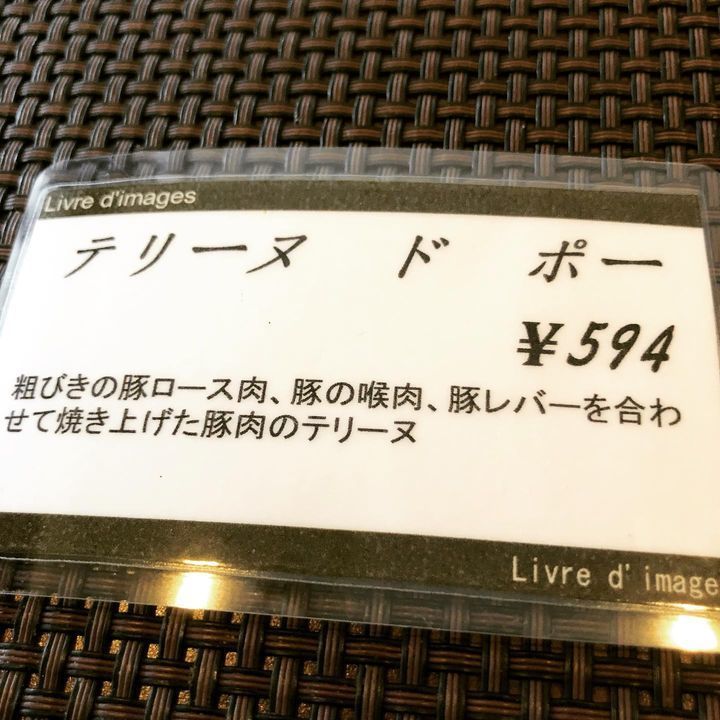 Livre d'images
テリーヌ ド ポー
￥594
粗びきの豚ロース肉、豚の喉肉、豚レバーを合わ
せて焼き上げた豚肉のテリーヌ
Livre d'image